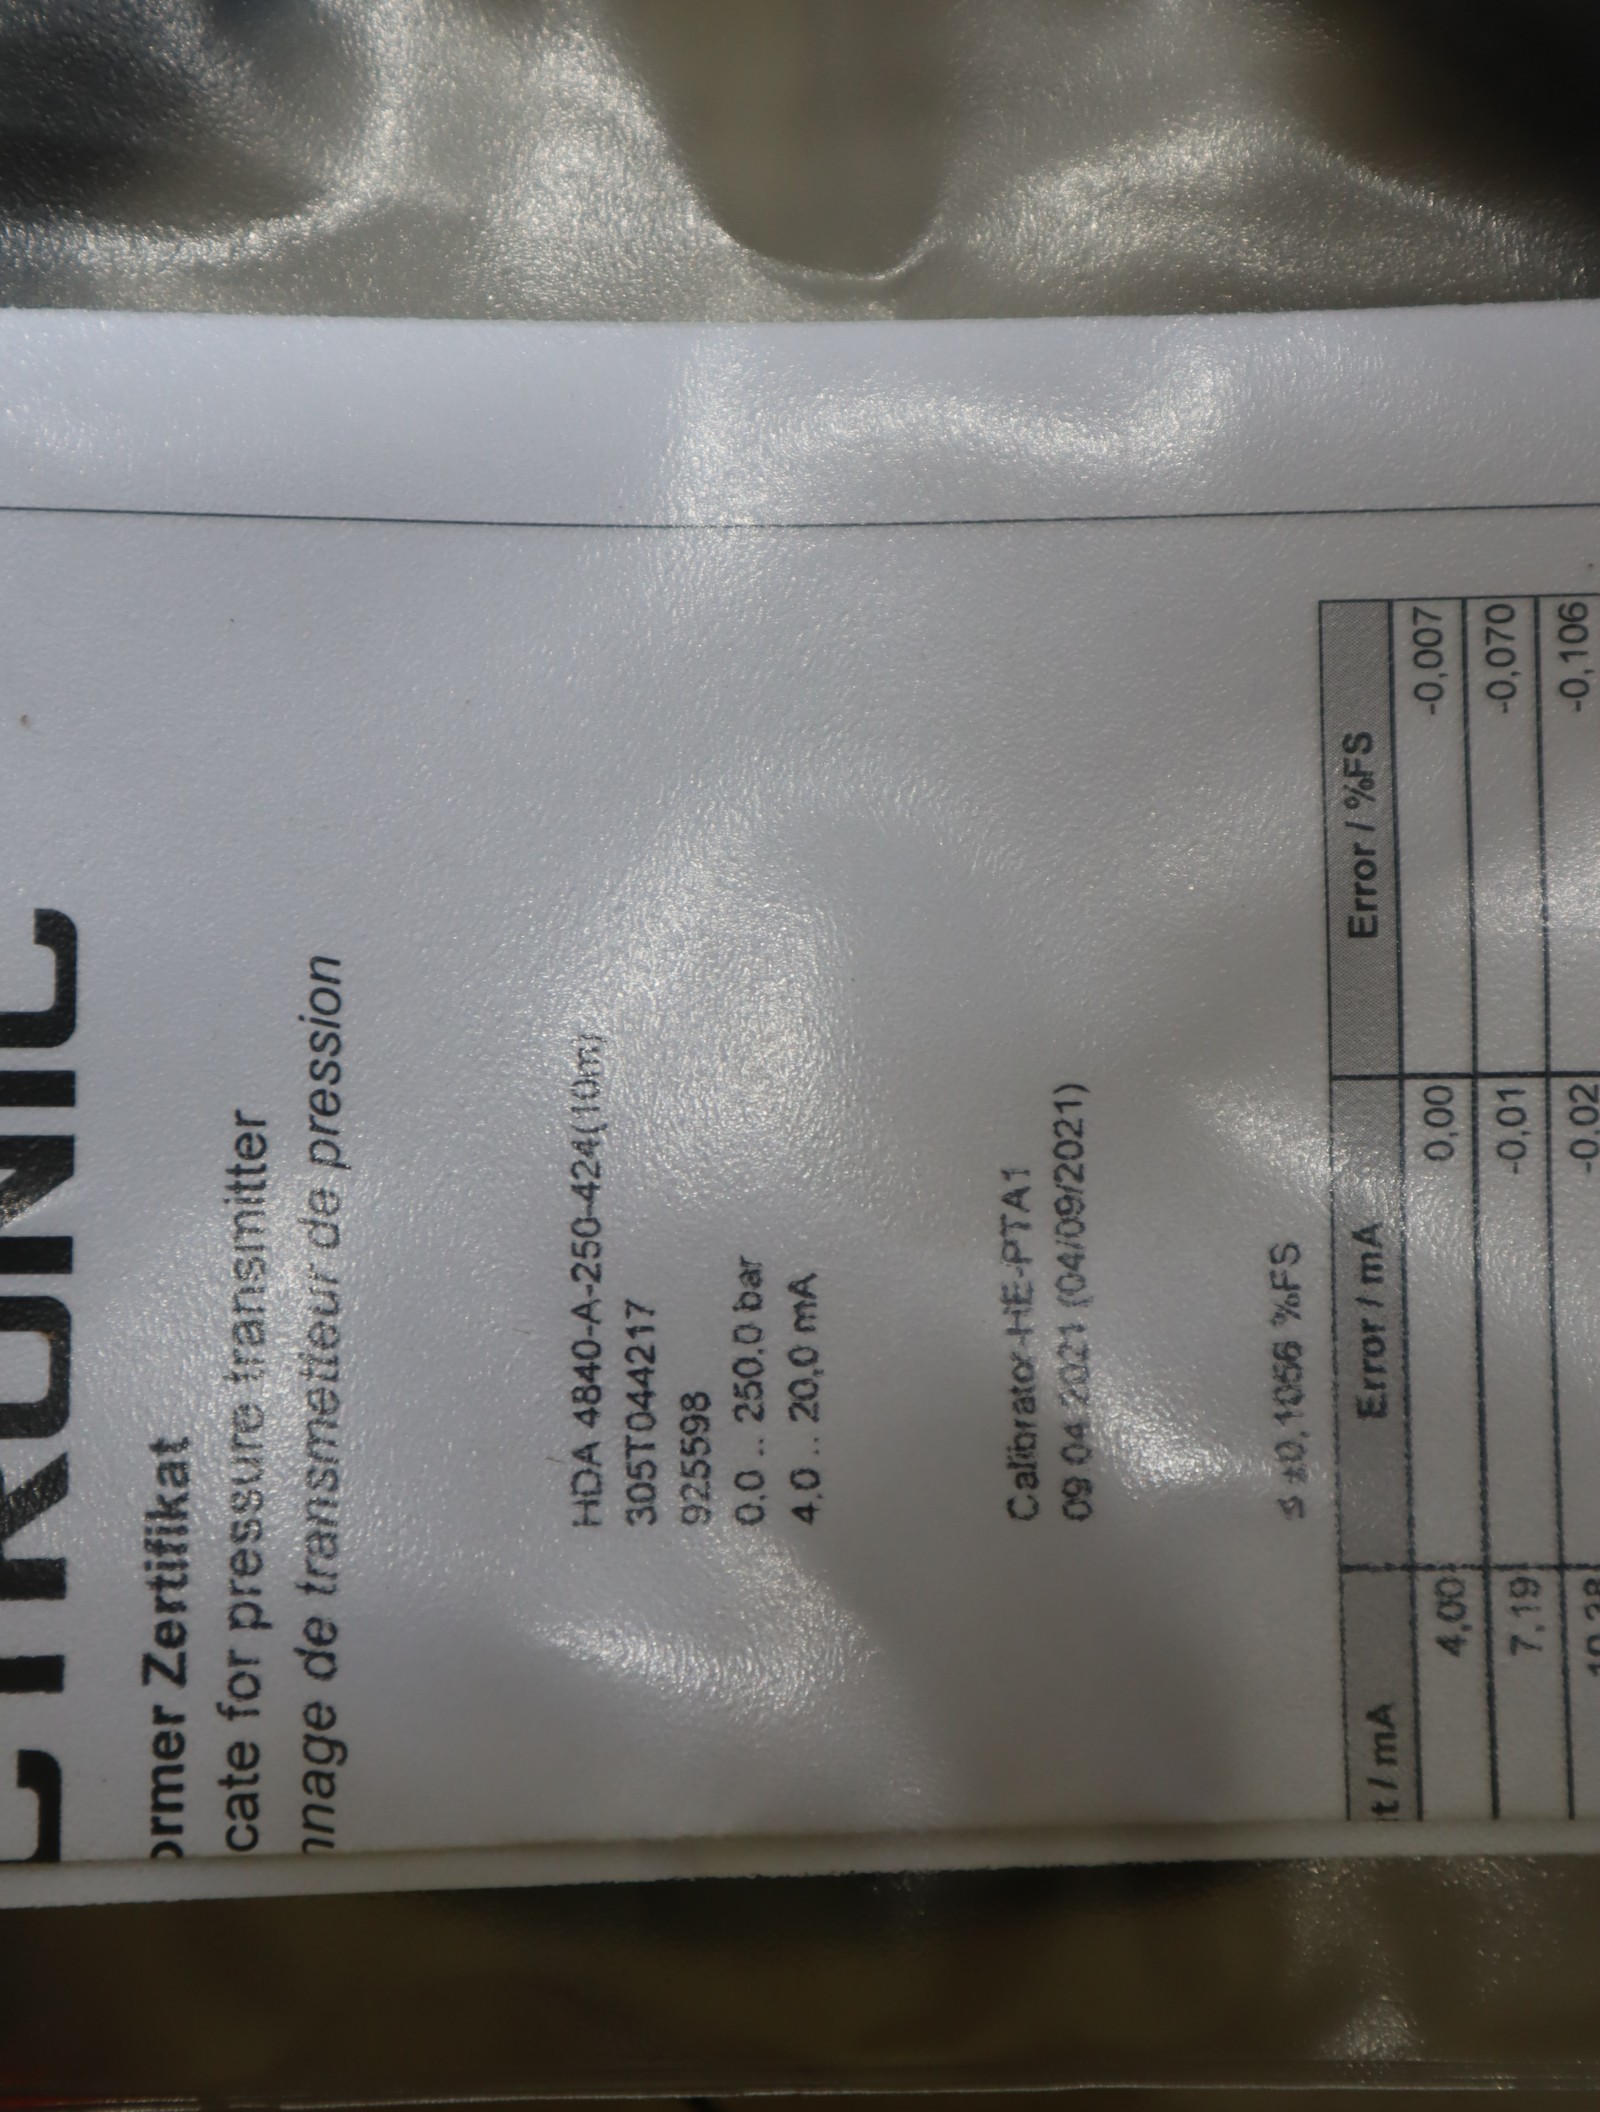 CTRONIC
ormer Zertifikat
cate for pressure transmitter
nnage de transmetteur de pression
HDA 4840-A-250-424(10m)
305T044217
925598
0,0 .. 250,0 bar
4,0 .. 20,0 mA
Calibrator-HE-PTA1
09.04.2021 (04/09/2021)
≤ ±0,1056 %FS
t / mA Error / mA Error / %FS
4,00 0,00 -0,007
7,19 -0,01 -0,070
10,38 -0,02 -0,106